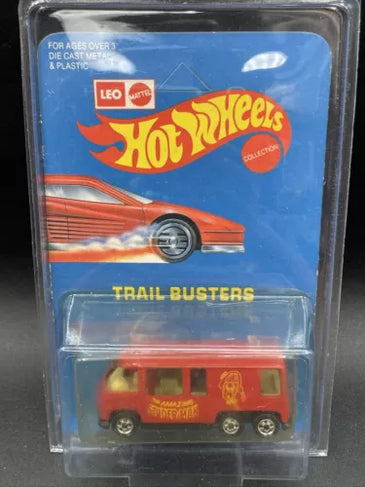 FOR AGES OVER 3
DIE CAST METAL
& PLASTIC
LEO MATTEL
HOT WHEELS
COLLECTION
TRAIL BUSTERS
THE AMAZING
SPIDER-MAN